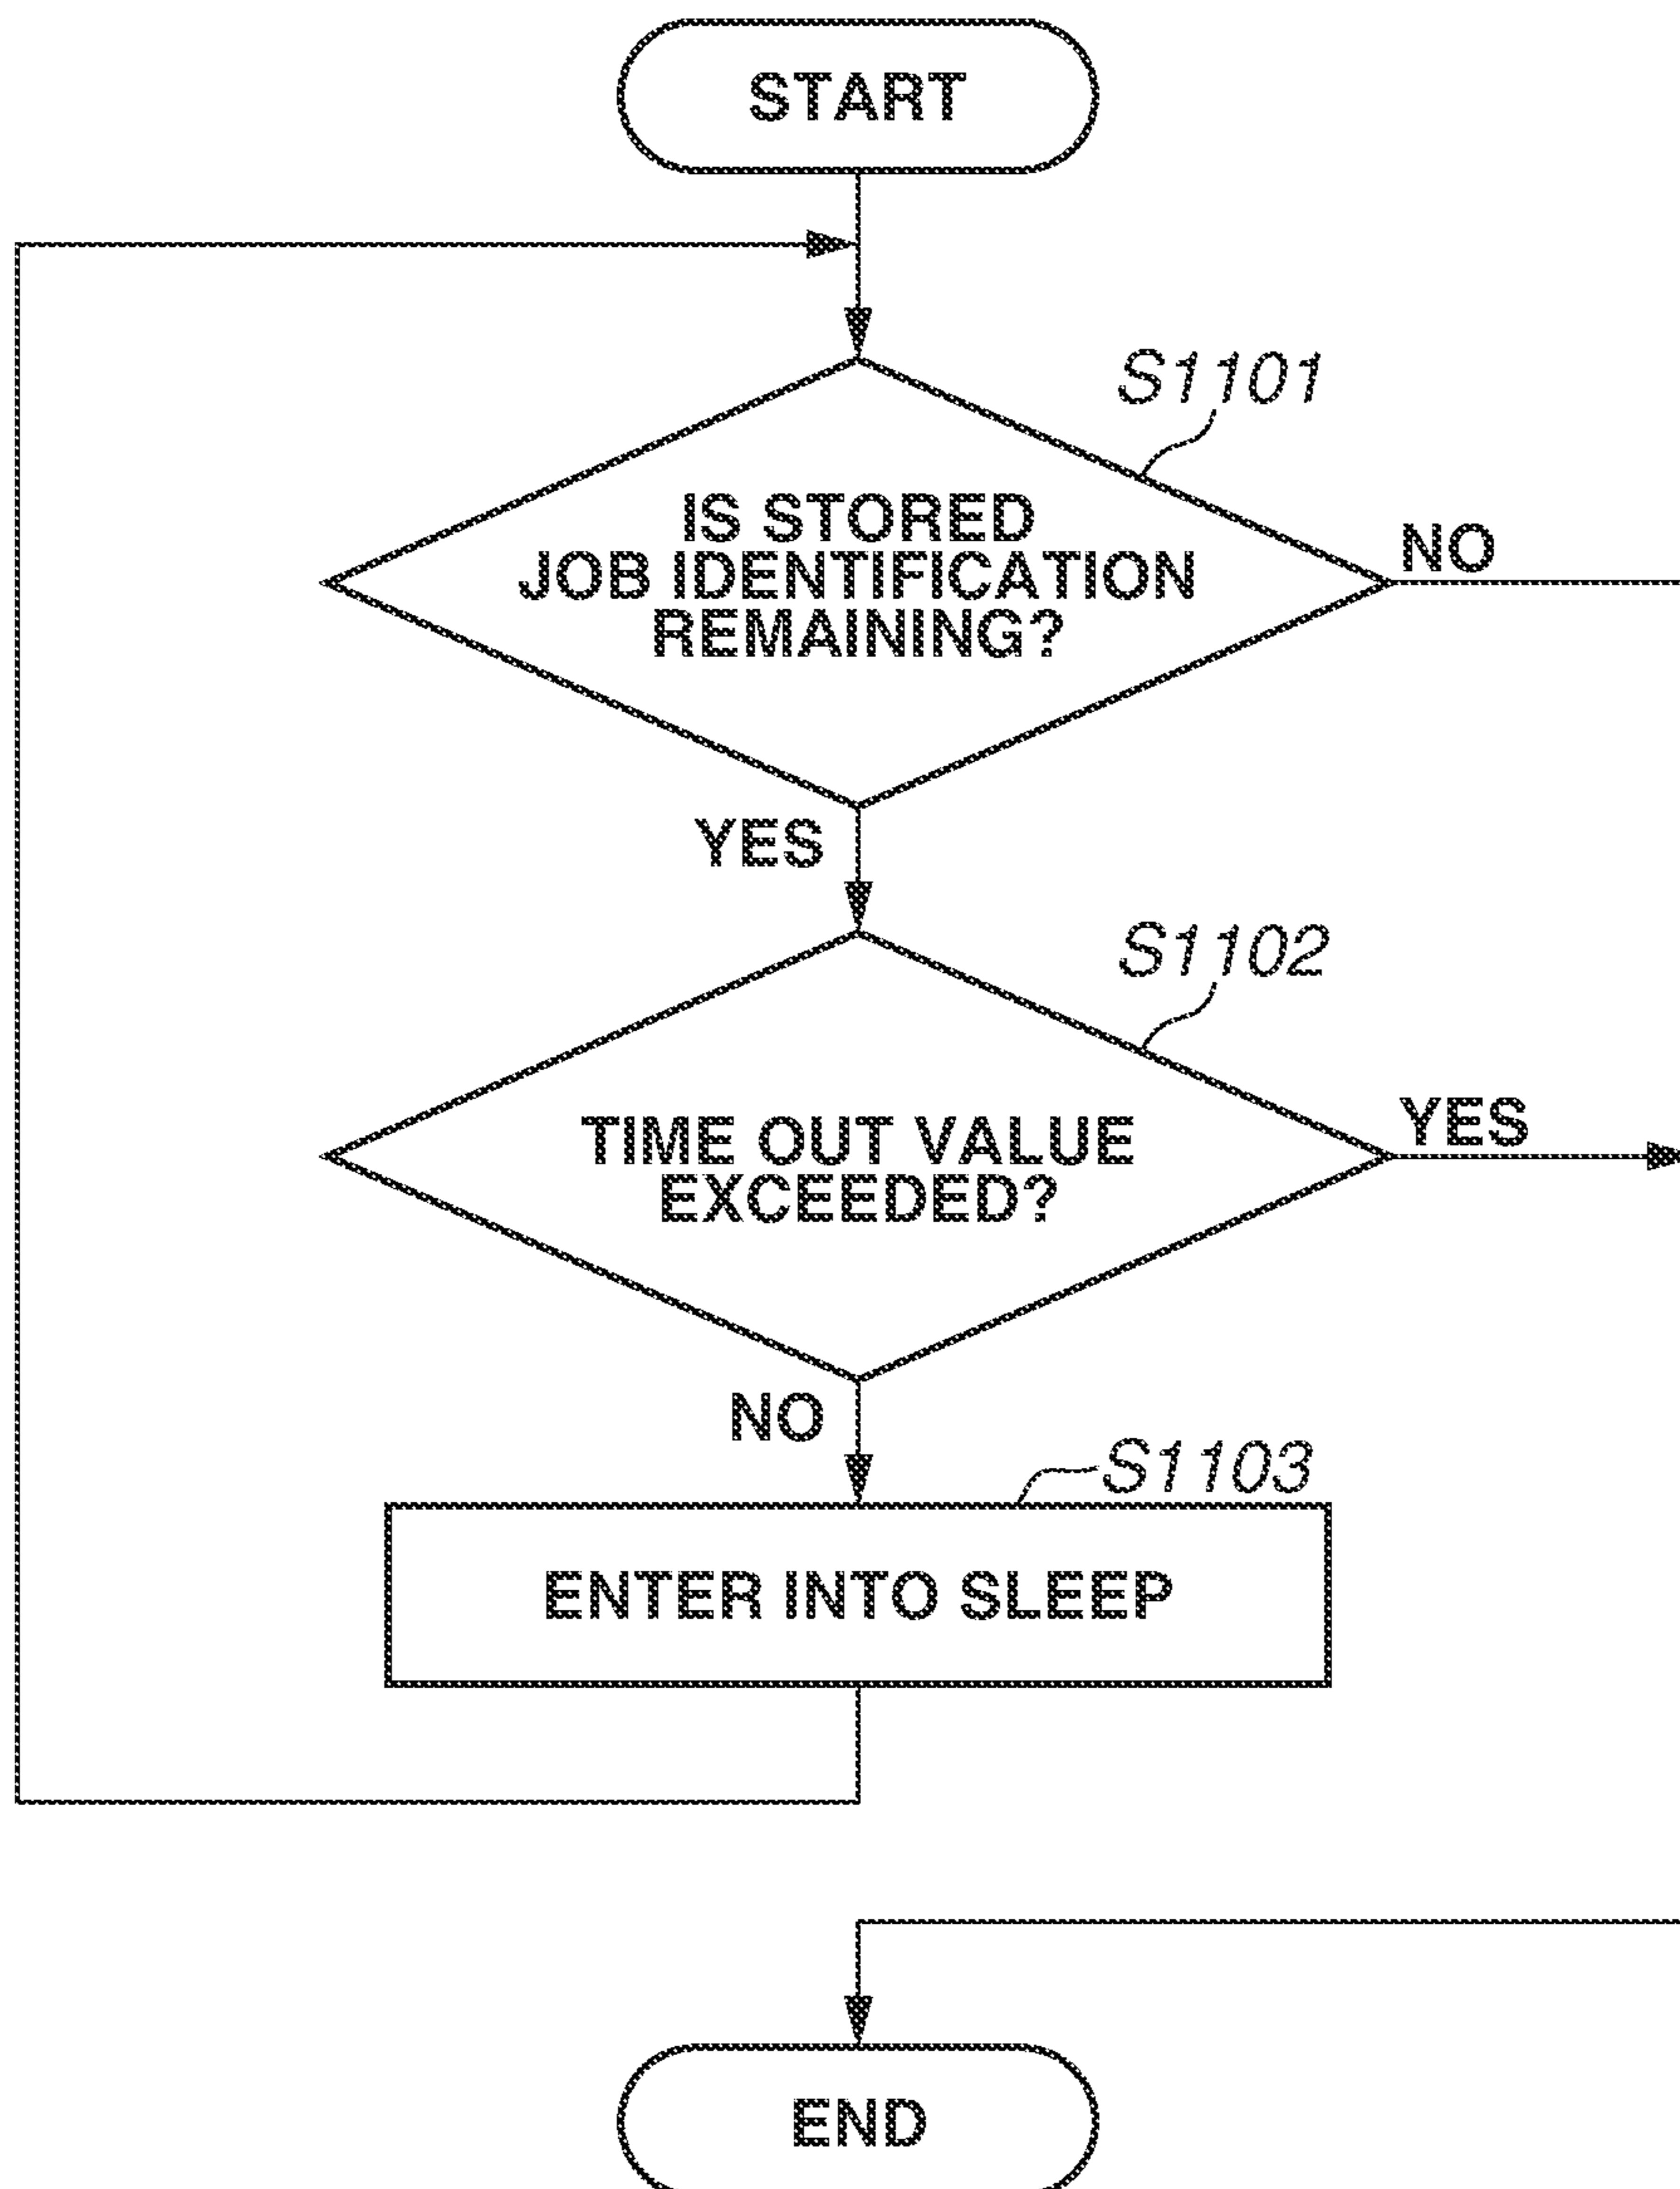 START
S1101
IS STORED
JOB IDENTIFICATION
REMAINING?
NO
YES
S1102
TIME OUT VALUE
EXCEEDED?
YES
NO
S1103
ENTER INTO SLEEP
END